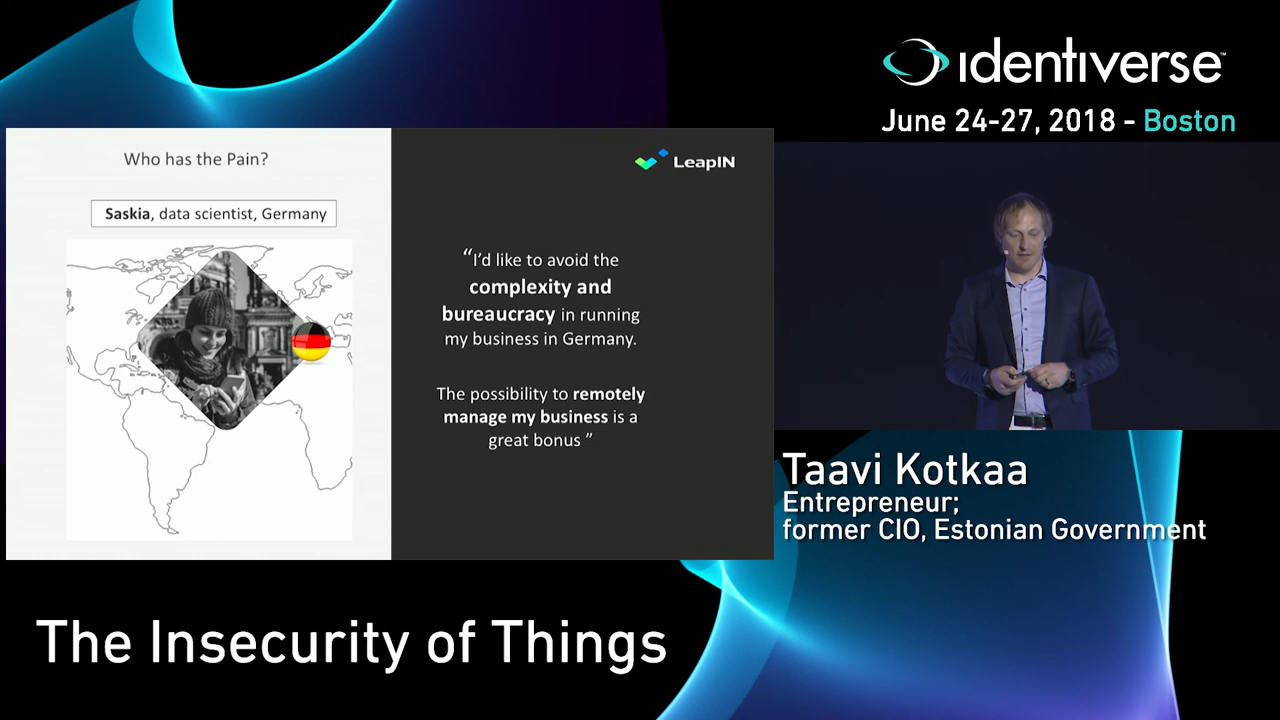 identiverse™
June 24-27, 2018 - Boston
Who has the Pain?
LeapIN
Saskia, data scientist, Germany
“I’d like to avoid the
complexity and
bureaucracy in running
my business in Germany.
The possibility to remotely
manage my business is a
great bonus ”
Taavi Kotkaa
Entrepreneur;
former CIO, Estonian Government
The Insecurity of Things